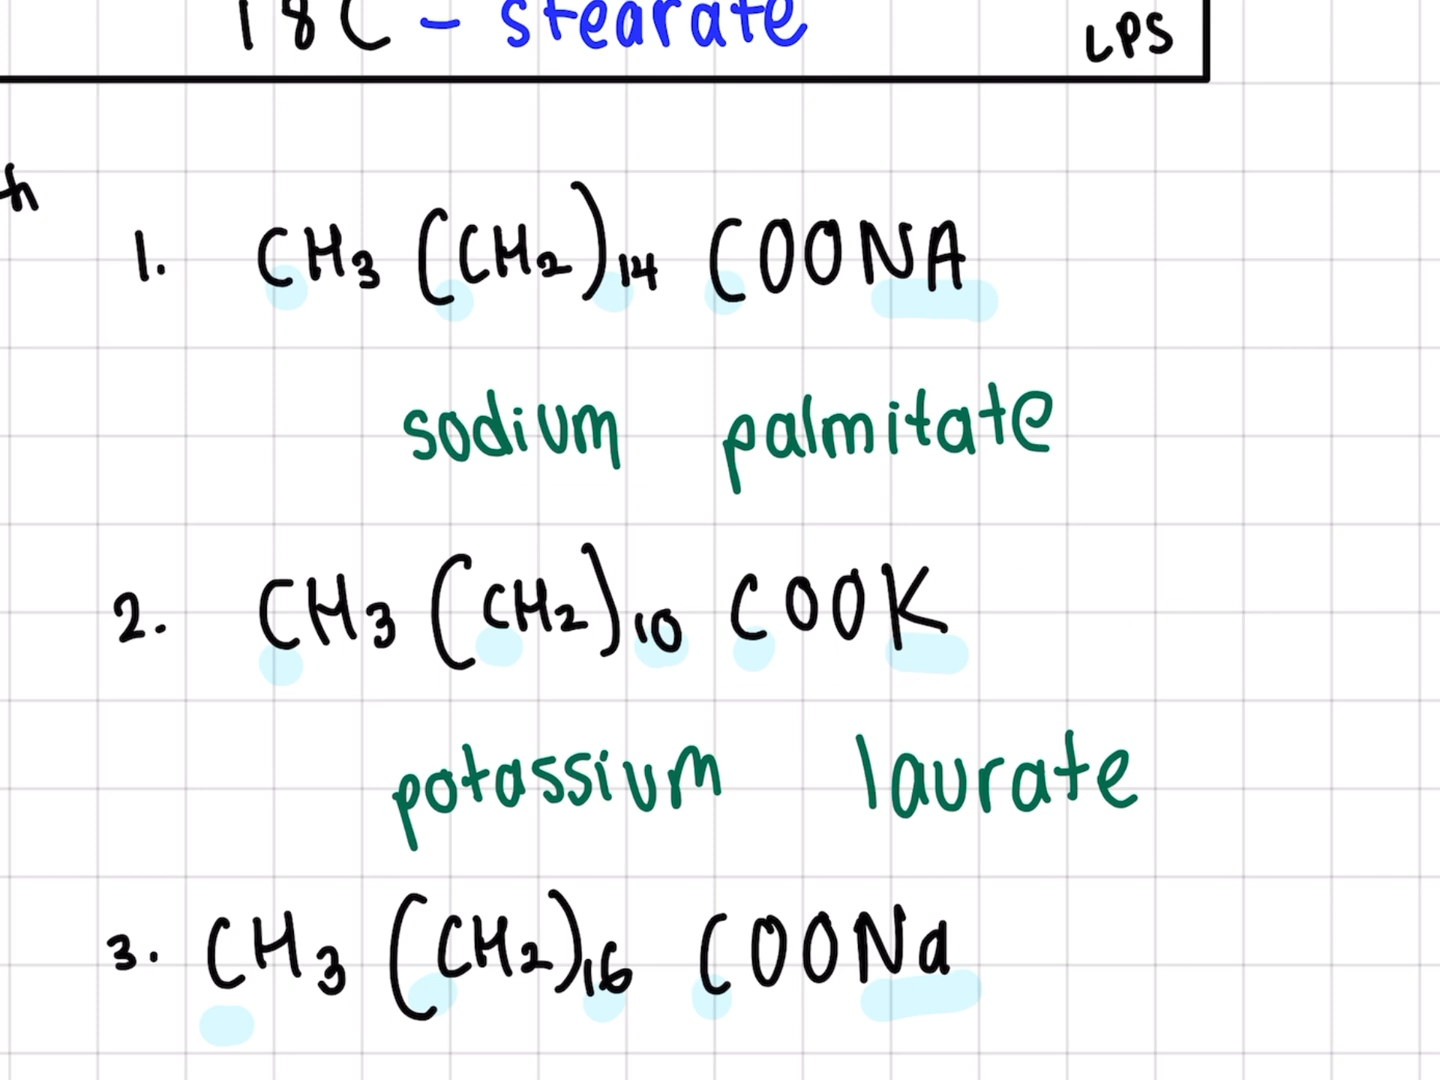 18C - stearate
LPS
1. CH3 (CH2)14 COONA
sodium palmitate
2. CH3 (CH2)10 COOK
potassium laurate
3. CH3 (CH2)16 COONa